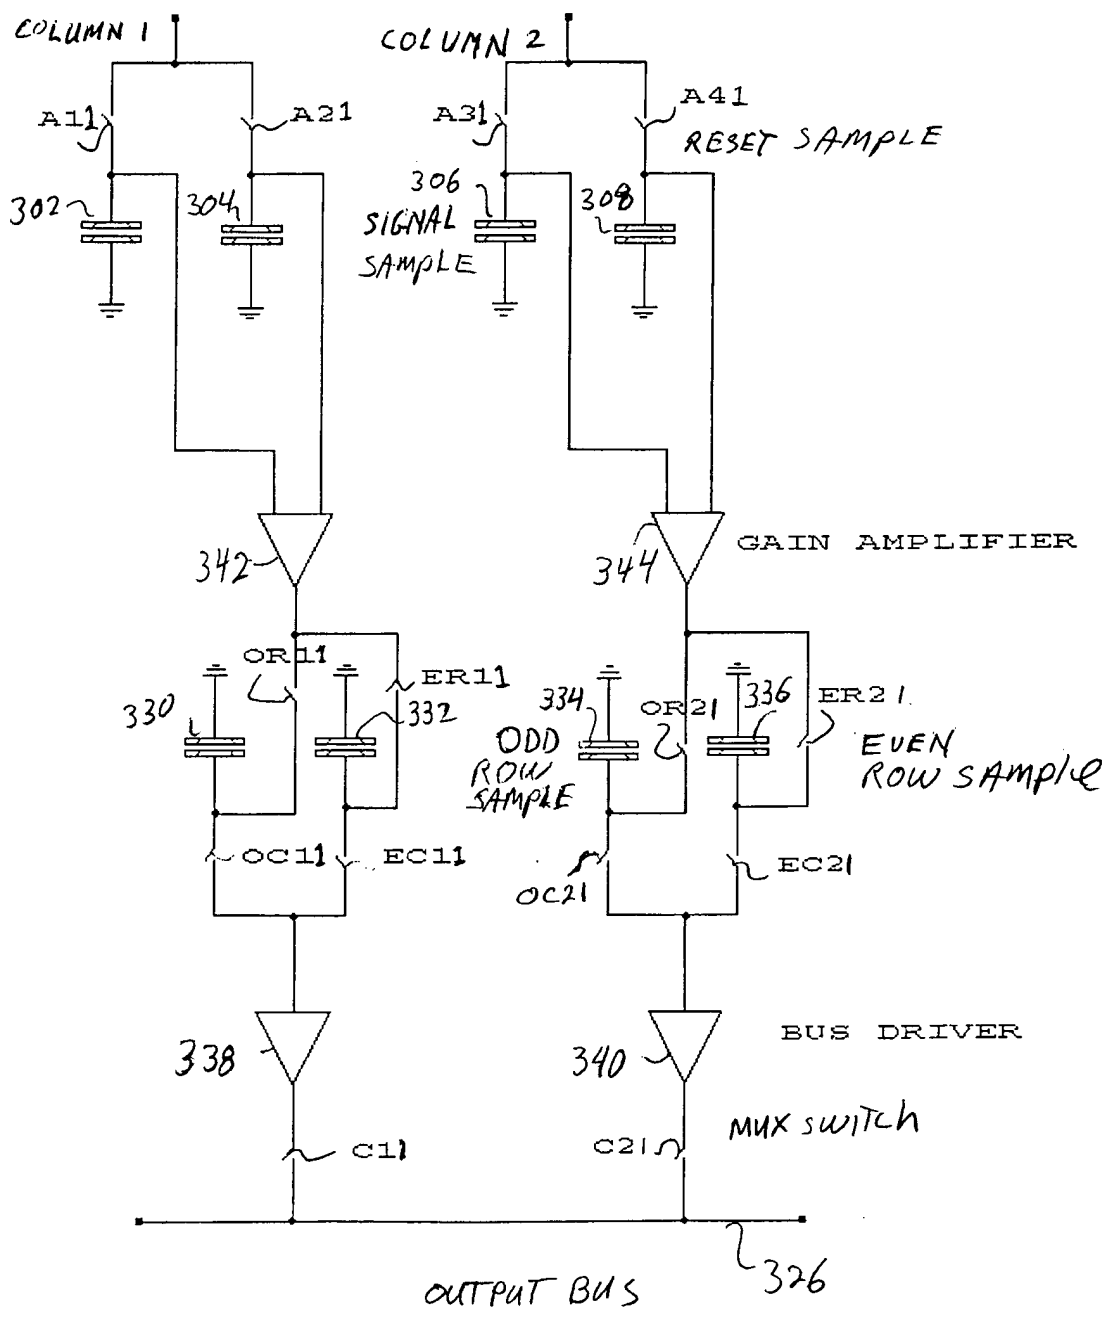 COLUMN 1
COLUMN 2
A11
A21
A31
A41
RESET SAMPLE
302
304
306
308
SIGNAL
SAMPLE
342
344
GAIN AMPLIFIER
OR11
ER11
330
332
334
OR21
336
ER21
ODD
ROW
SAMPLE
EVEN
ROW SAMPLE
OC11
EC11
OC21
EC21
338
340
BUS DRIVER
MUX SWITCH
C11
C21
326
OUTPUT BUS